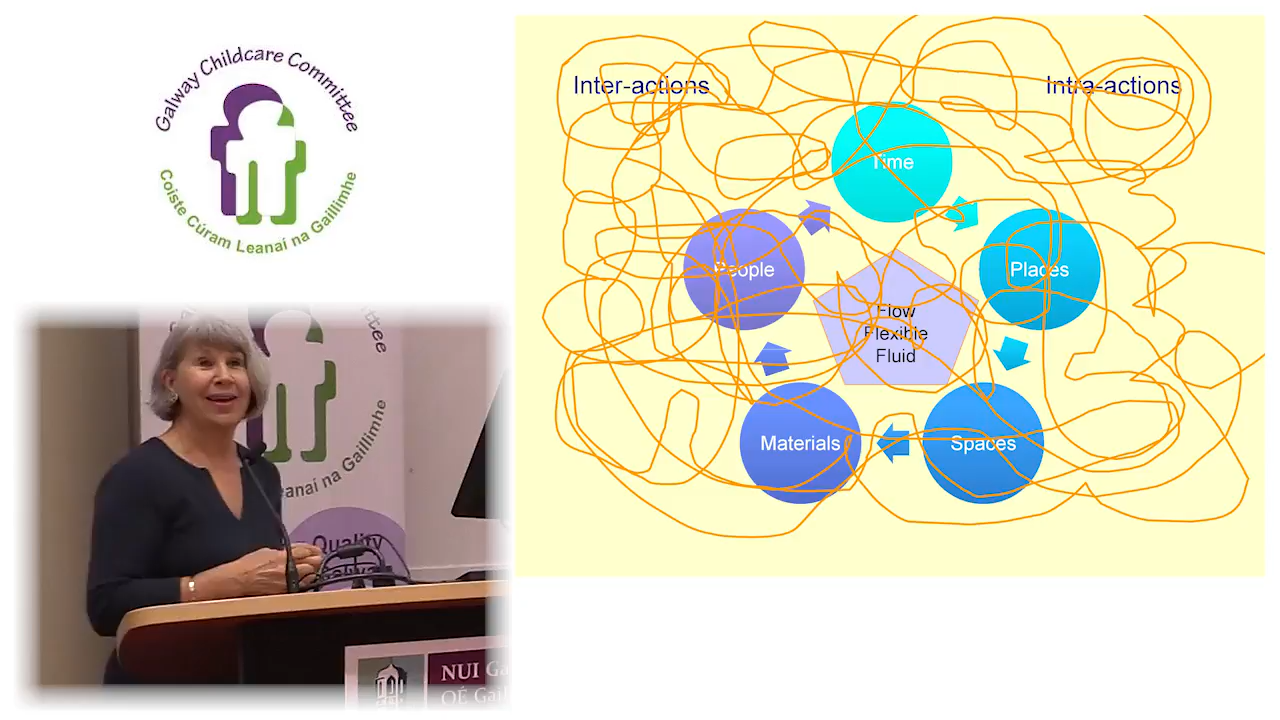 Galway Childcare Committee
Coiste Cúram Leanaí na Gaillimhe
Inter-actions
Intra-actions
Time
People
Places
Flow
Flexible
Fluid
Materials
Spaces
Leanaí na Gaillimhe
Quality
NUI Ga
OÉ Gail